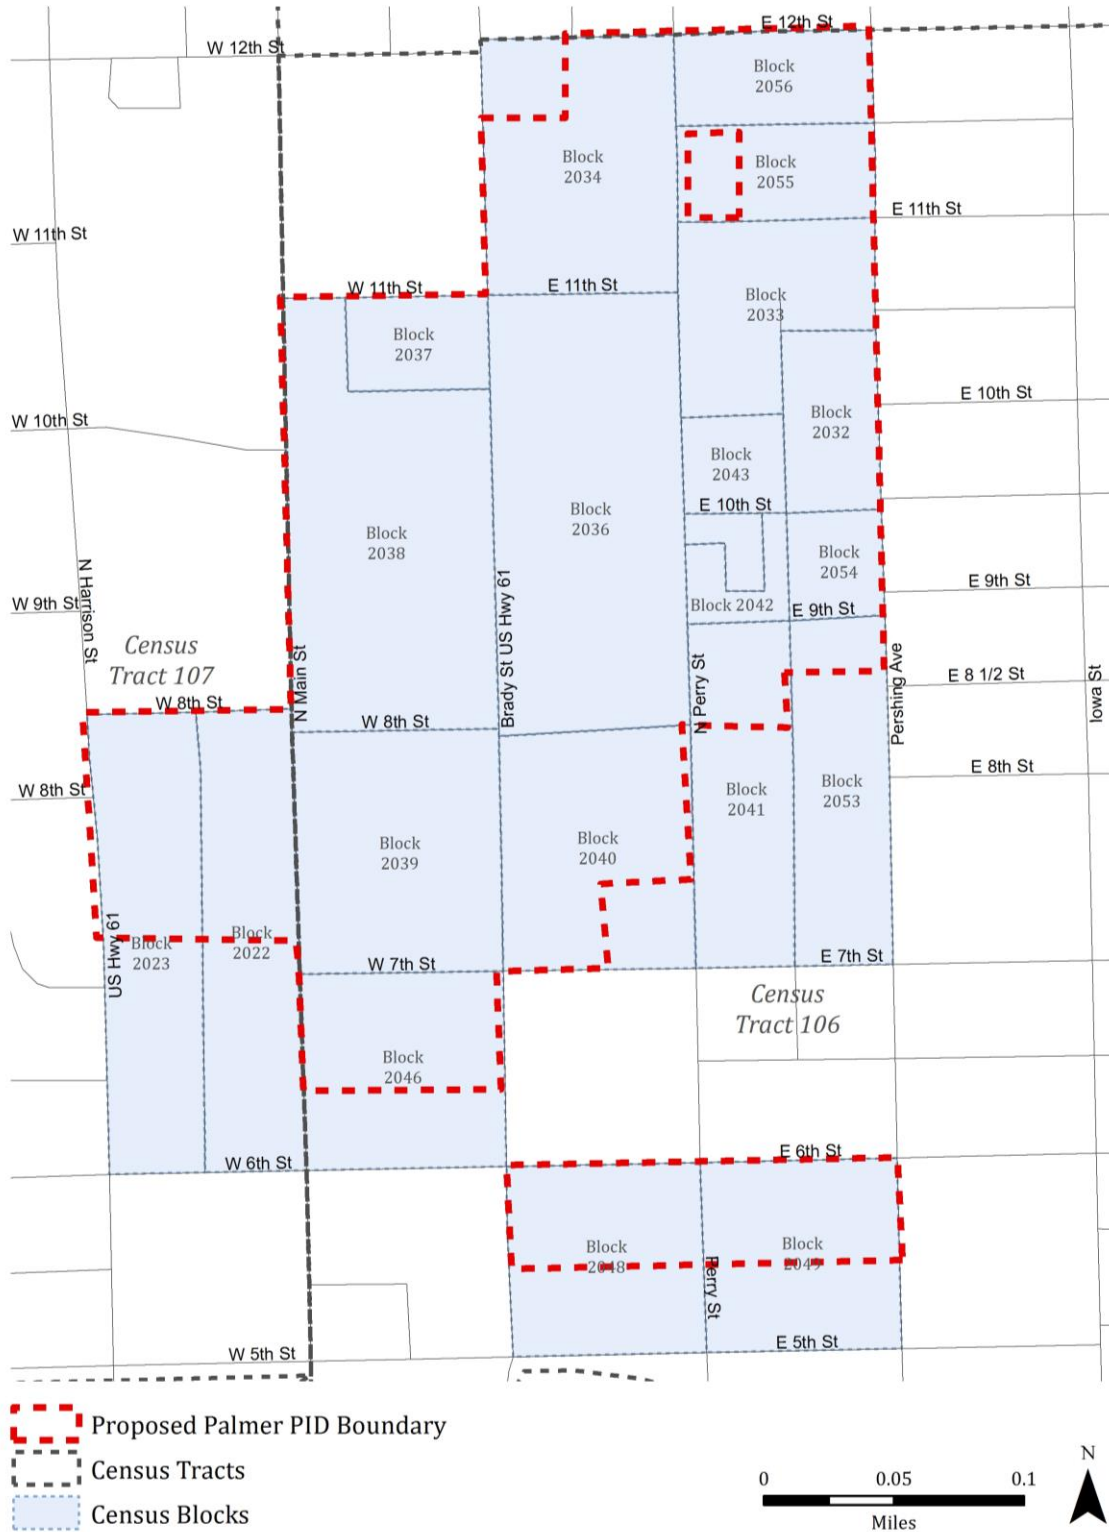 E 12th St
W 12th St
Block
2056
Block
2034
Block
2055
E 11th St
W 11th St
W 11th St
E 11th St
Block
2033
Block
2037
E 10th St
Block
2032
W 10th St
Block
2043
E 10th St
Block
2036
Block
2038
Block
2054
E 9th St
N Harrison St
W 9th St
Block 2042
E 9th St
Census
Tract 107
Brady St US Hwy 61
N Main St
N Perry St
Pershing Ave
E 8 1/2 St
Iowa St
W 8th St
W 8th St
E 8th St
W 8th St
Block
2041
Block
2053
Block
2039
Block
2040
US Hwy 61
Block
2023
Block
2022
W 7th St
E 7th St
Census
Tract 106
Block
2046
E 6th St
W 6th St
Block
2048
Block
2049
Perry St
E 5th St
W 5th St
Proposed Palmer PID Boundary
Census Tracts
Census Blocks
N
0 0.05 0.1
Miles